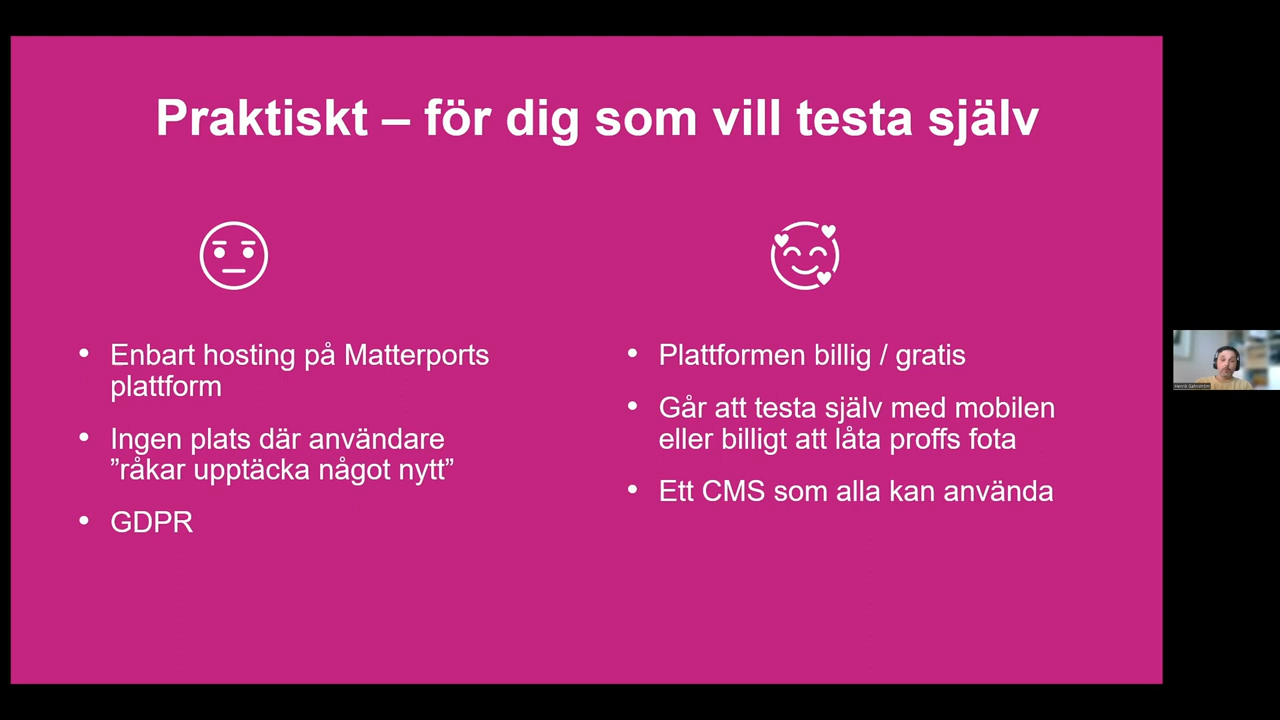 Praktiskt – för dig som vill testa själv
• Enbart hosting på Matterports
plattform
• Ingen plats där användare
”råkar upptäcka något nytt”
• GDPR
• Plattformen billig / gratis
• Går att testa själv med mobilen
eller billigt att låta proffs fota
• Ett CMS som alla kan använda